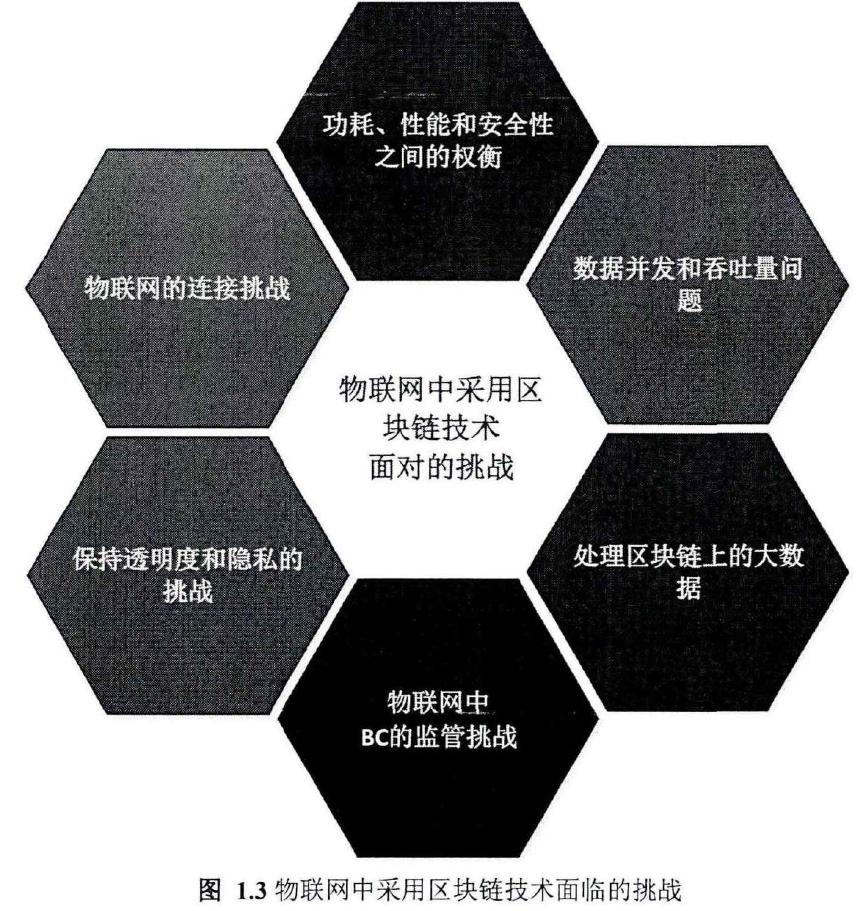 功耗、性能和安全性
之间的权衡
物联网的连接挑战
数据并发和吞吐量问
题
物联网中采用区
块链技术
面对的挑战
保持透明度和隐私的
挑战
处理区块链上的大数
据
物联网中
BC的监管挑战
图 1.3 物联网中采用区块链技术面临的挑战